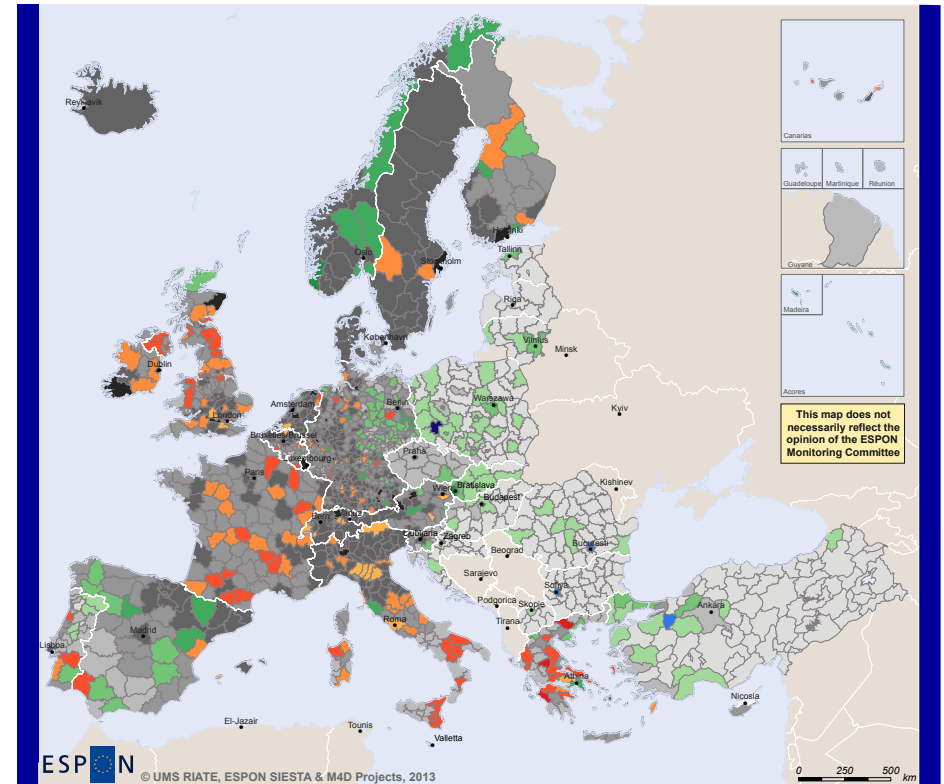 Reykjavik
Canarias
Guadeloupe
Martinique
Réunion
Guyane
Madeira
Acores
Oslo
Stockholm
Helsinki
Tallinn
Riga
København
Vilnius
Minsk
Dublin
London
Amsterdam
Berlin
Warszawa
Kyiv
Bruxelles/Brussel
Luxembourg
Praha
Paris
Wien
Bratislava
Budapest
Kishinev
Bern
Vaduz
Ljubljana
Zagreb
Beograd
Bucuresti
Sarajevo
Sofiya
Podgorica
Skopje
Ankara
Tirana
Roma
Madrid
Lisboa
Athina
Nicosia
El-Jazair
Tounis
Valletta
This map does not
necessarily reflect the
opinion of the ESPON
Monitoring Committee
ESPON
© UMS RIATE, ESPON SIESTA & M4D Projects, 2013
0 250 500 km